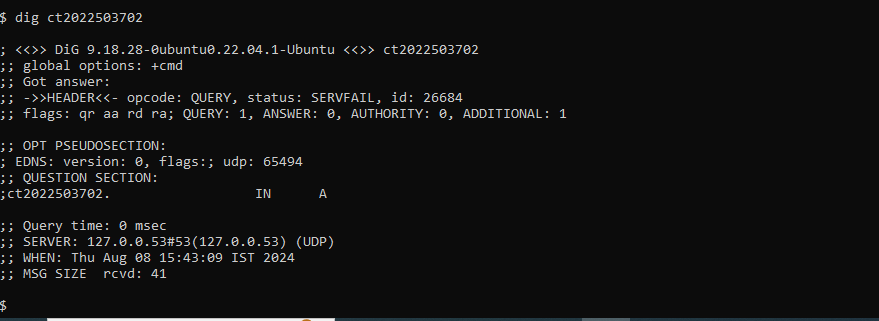 $ dig ct2022503702
; <<>> DiG 9.18.28-0ubuntu0.22.04.1-Ubuntu <<>> ct2022503702
;; global options: +cmd
;; Got answer:
;; ->>HEADER<<- opcode: QUERY, status: SERVFAIL, id: 26684
;; flags: qr aa rd ra; QUERY: 1, ANSWER: 0, AUTHORITY: 0, ADDITIONAL: 1
;; OPT PSEUDOSECTION:
; EDNS: version: 0, flags:; udp: 65494
;; QUESTION SECTION:
;ct2022503702. IN A
;; Query time: 0 msec
;; SERVER: 127.0.0.53#53(127.0.0.53) (UDP)
;; WHEN: Thu Aug 08 15:43:09 IST 2024
;; MSG SIZE rcvd: 41
$